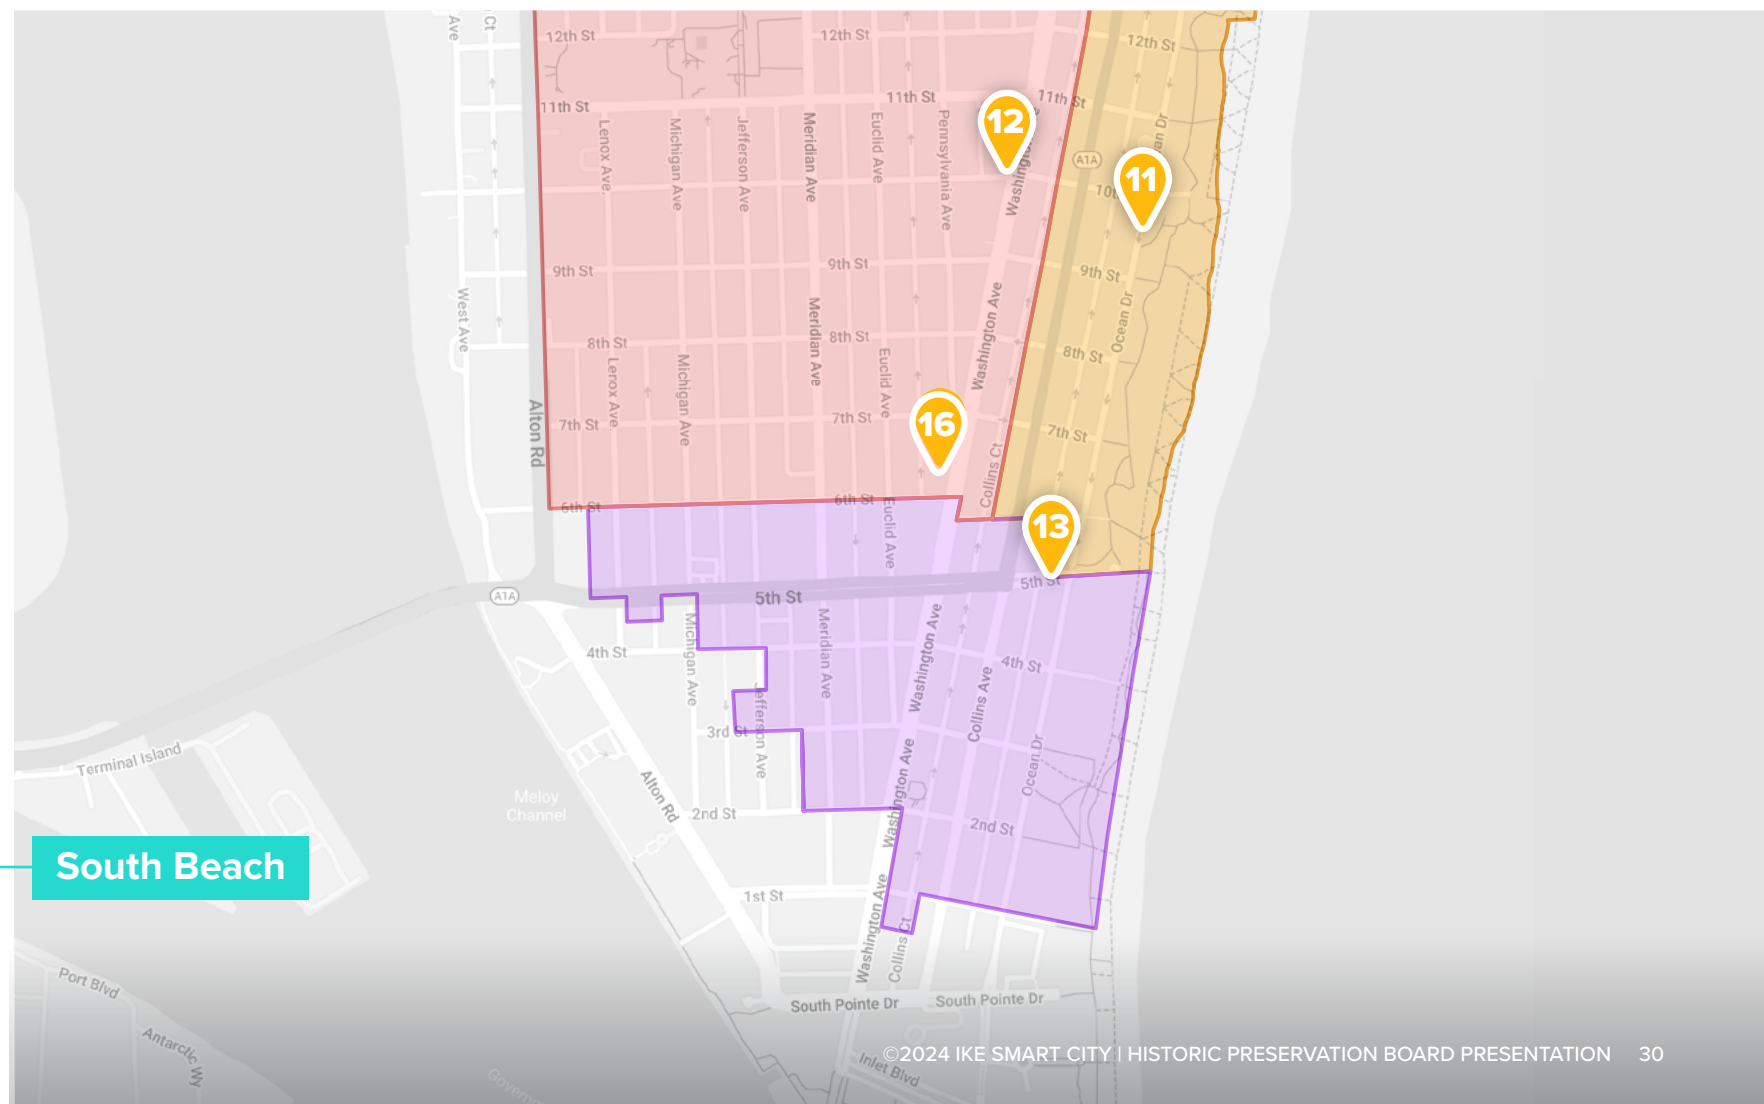 Ave
Ct
12th St
12th St
12th St
11th St
11th St
11th St
12
A1A
11
Lenox Ave.
Michigan Ave
Jefferson Ave
Meridian Ave
Euclid Ave
Pennsylvania Ave
9th St
9th St
9th St
West Ave
Meridian Ave
Washington Ave
Ocean Dr
8th St
8th St
8th St
Lenox Ave.
Michigan Ave
Euclid Ave
Alton Rd
7th St
7th St
7th St
16
Collins Ct
6th St
6th St
Euclid Ave
13
A1A
5th St
5th St
4th St
4th St
Michigan Ave
Meridian Ave
Washington Ave
Collins Ave
3rd St
Jefferson Ave
Ocean Dr
Terminal Island
Alton Rd
Meloy
Channel
2nd St
2nd St
Washington Ave
South Beach
1st St
Washington Ave
Collins Ct
Port Blvd
South Pointe Dr
South Pointe Dr
Antarctic Wy
Inlet Blvd
©2024 IKE SMART CITY | HISTORIC PRESERVATION BOARD PRESENTATION 30